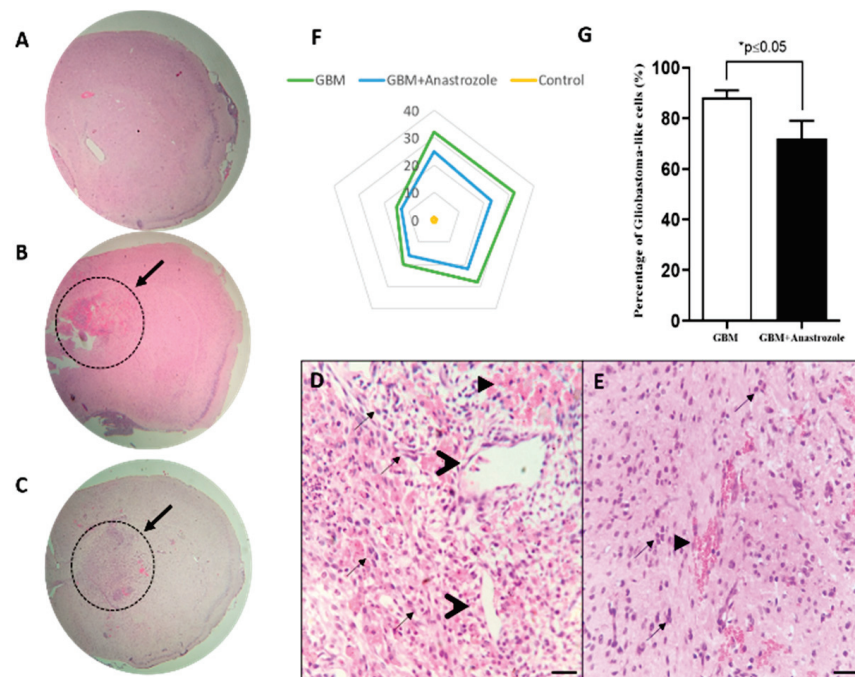 A
B
C
F
GBM GBM+Anastrozole Control
40
30
20
10
0
G
*p≤0.05
Percentage of Gliobastoma-like cells (%)
100
80
60
40
20
0
GBM GBM+Anastrozole
D
E